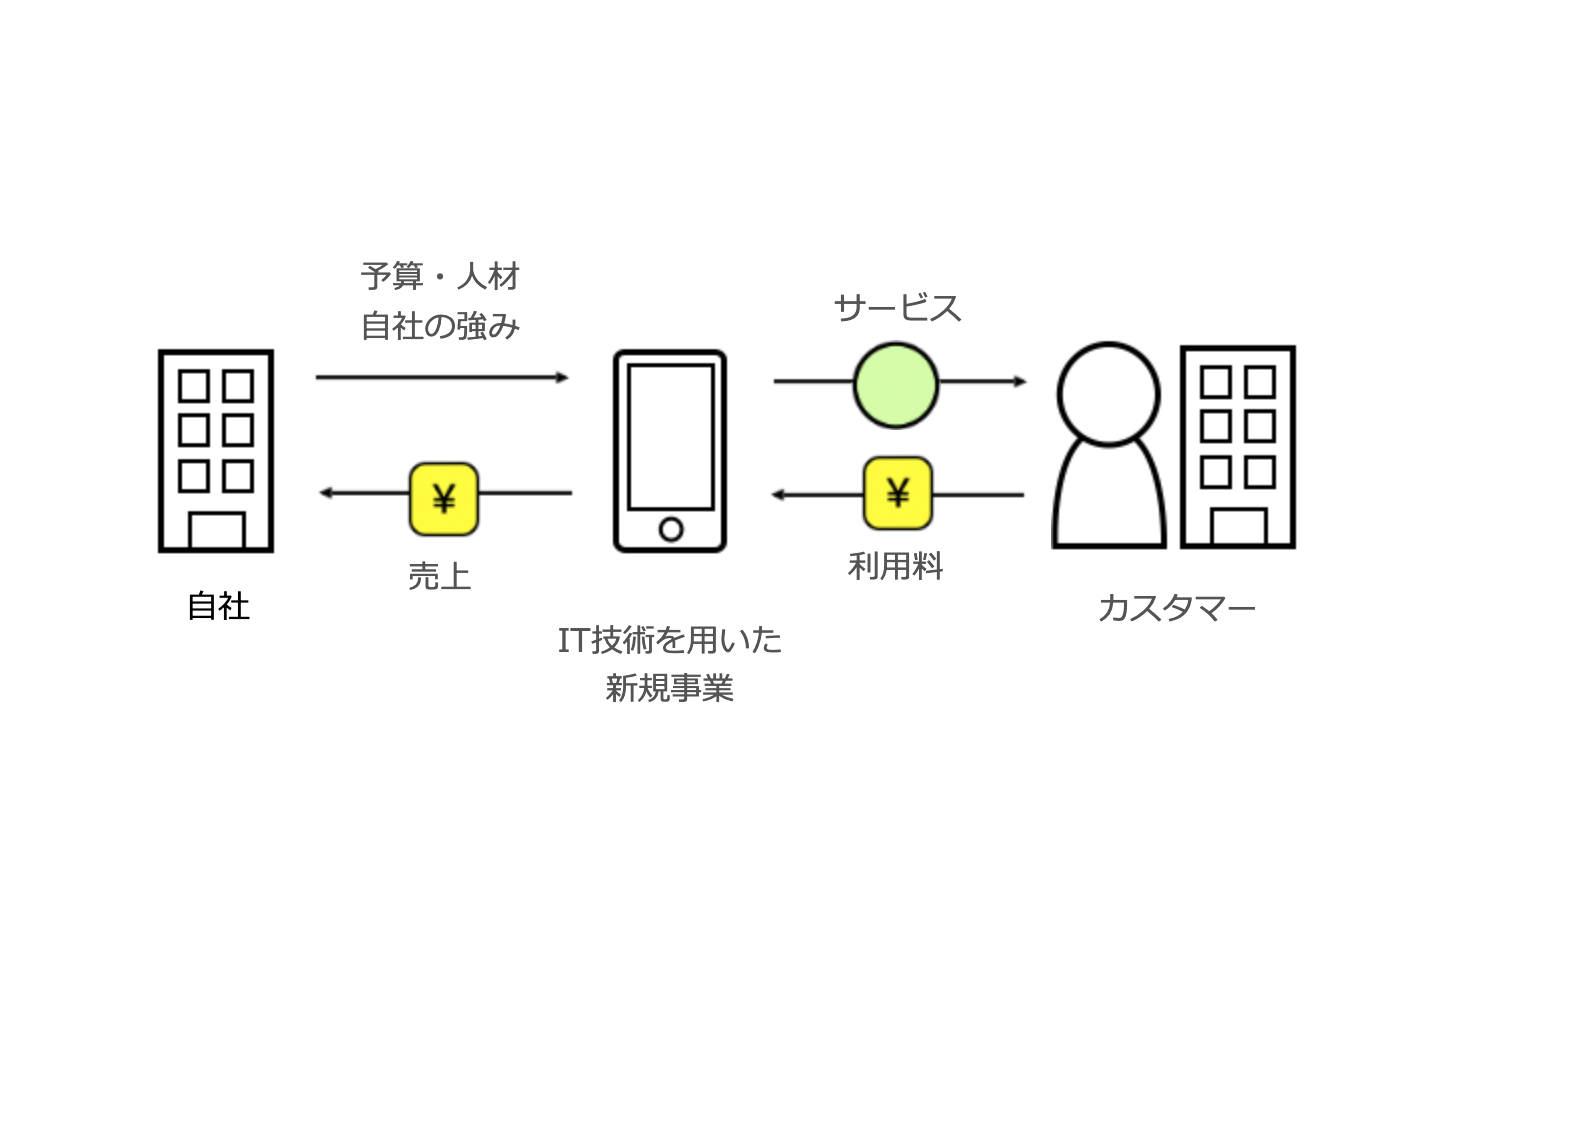 予算・人材
自社の強み
サービス
¥
¥
売上
利用料
自社
カスタマー
IT技術を用いた
新規事業